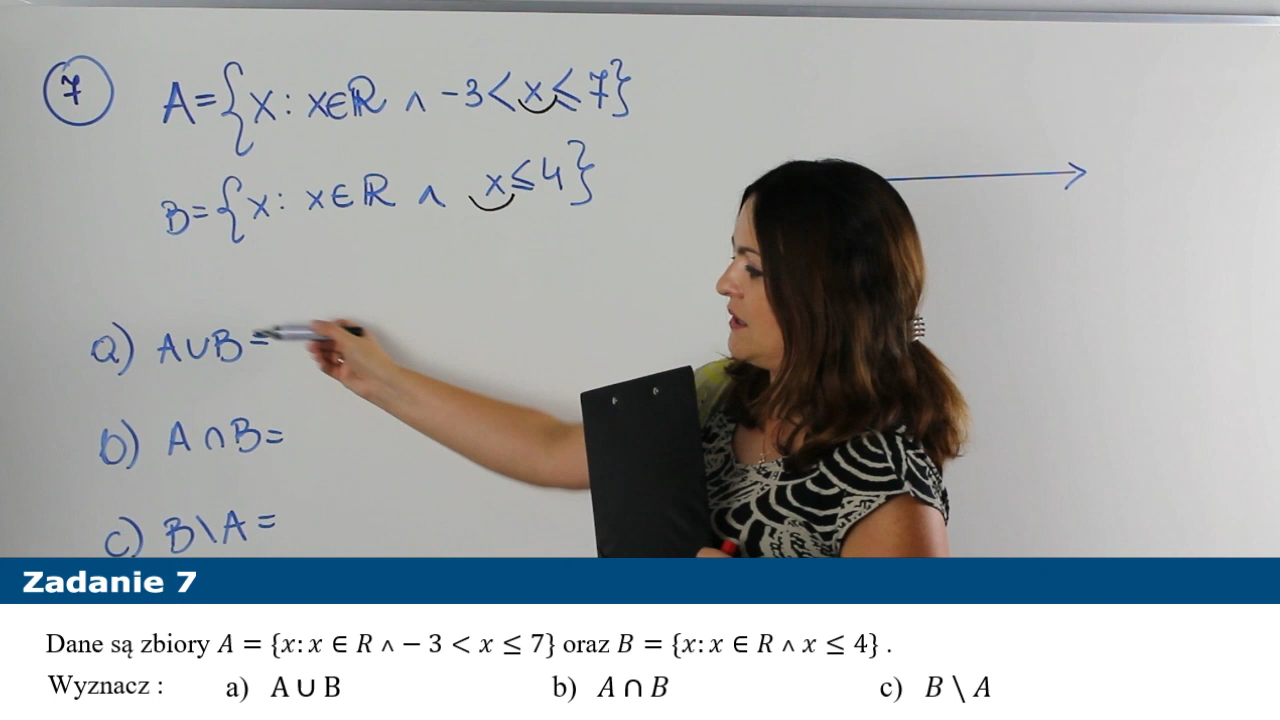 7 A={x: x∈ℝ ∧ -3<x≤7}
B={x: x∈ℝ ∧ x≤4}
a) A∪B=
b) A∩B=
c) B\A=
Zadanie 7
Dane są zbiory A = {x: x ∈ R ∧ − 3 < x ≤ 7} oraz B = {x: x ∈ R ∧ x ≤ 4} .
Wyznacz : a) A ∪ B b) A ∩ B c) B \ A